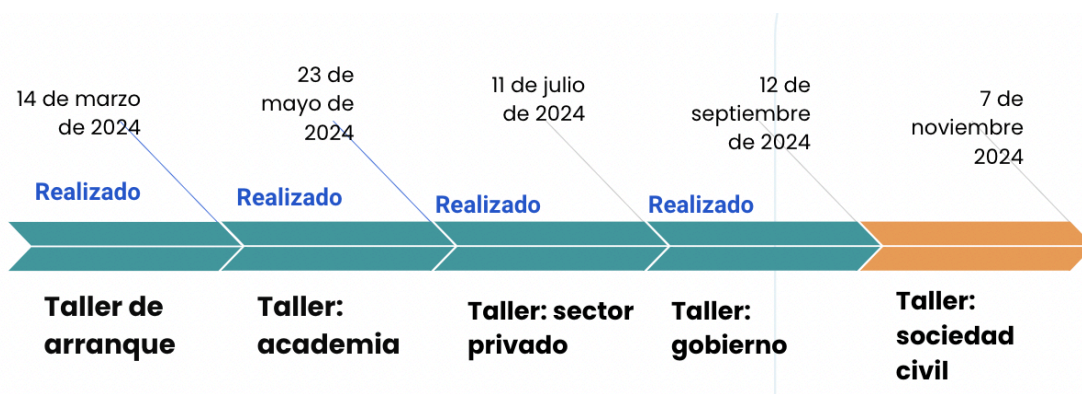 14 de marzo
de 2024
23 de
mayo de
2024
11 de julio
de 2024
12 de
septiembre
de 2024
7 de
noviembre
2024
Realizado
Realizado
Realizado
Realizado
Taller de
arranque
Taller:
academia
Taller: sector
privado
Taller:
gobierno
Taller:
sociedad
civil